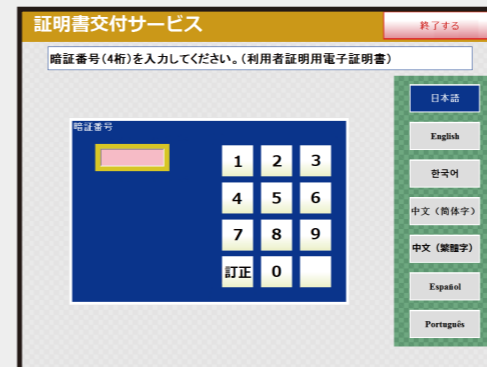 証明書交付サービス
終了する
暗証番号(4桁)を入力してください。(利用者証明用電子証明書)
日本語
English
한국어
中文（简体字）
中文（繁體字）
Español
Português
暗証番号
1 2 3
4 5 6
7 8 9
訂正 0